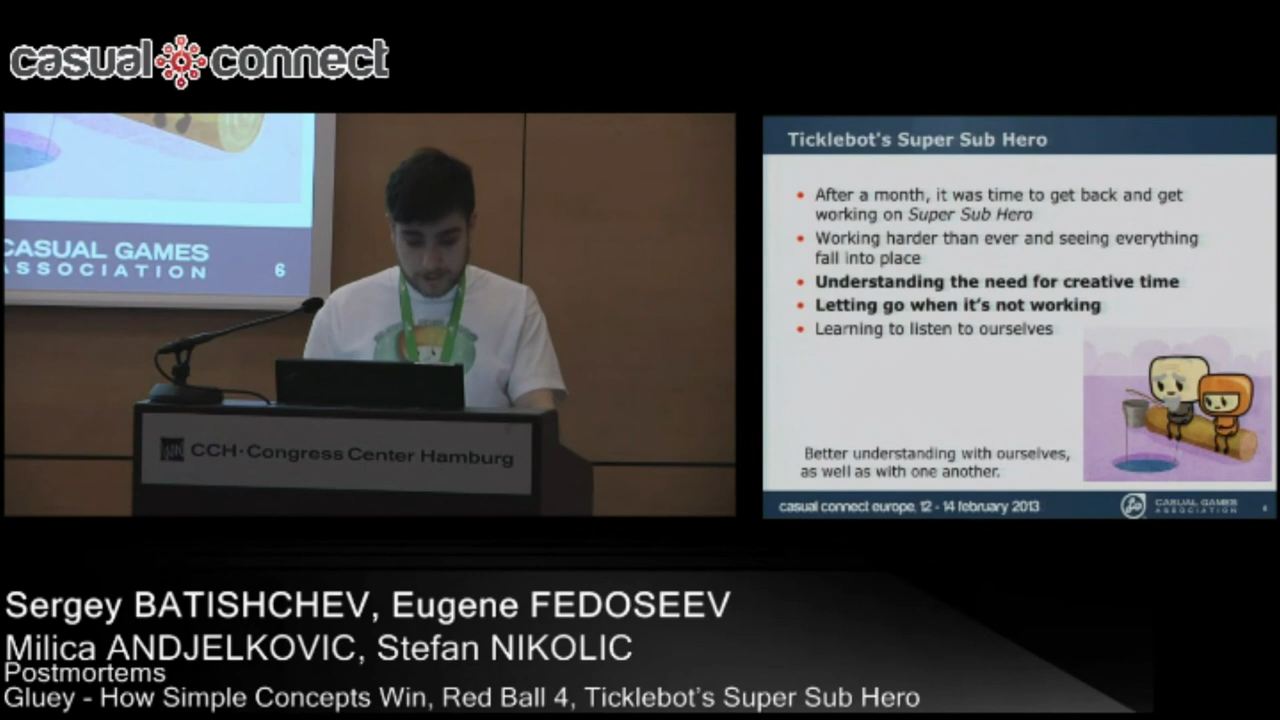 casual connect
CASUAL GAMES
ASSOCIATION
6
CCH·Congress Center Hamburg
Ticklebot's Super Sub Hero
• After a month, it was time to get back and get
working on Super Sub Hero
• Working harder than ever and seeing everything
fall into place
• Understanding the need for creative time
• Letting go when it's not working
• Learning to listen to ourselves
Better understanding with ourselves,
as well as with one another.
casual connect europe, 12 - 14 february 2013
CASUAL GAMES
ASSOCIATION
6
Sergey BATISHCHEV, Eugene FEDOSEEV
Milica ANDJELKOVIC, Stefan NIKOLIC
Postmortems
Gluey - How Simple Concepts Win, Red Ball 4, Ticklebot's Super Sub Hero